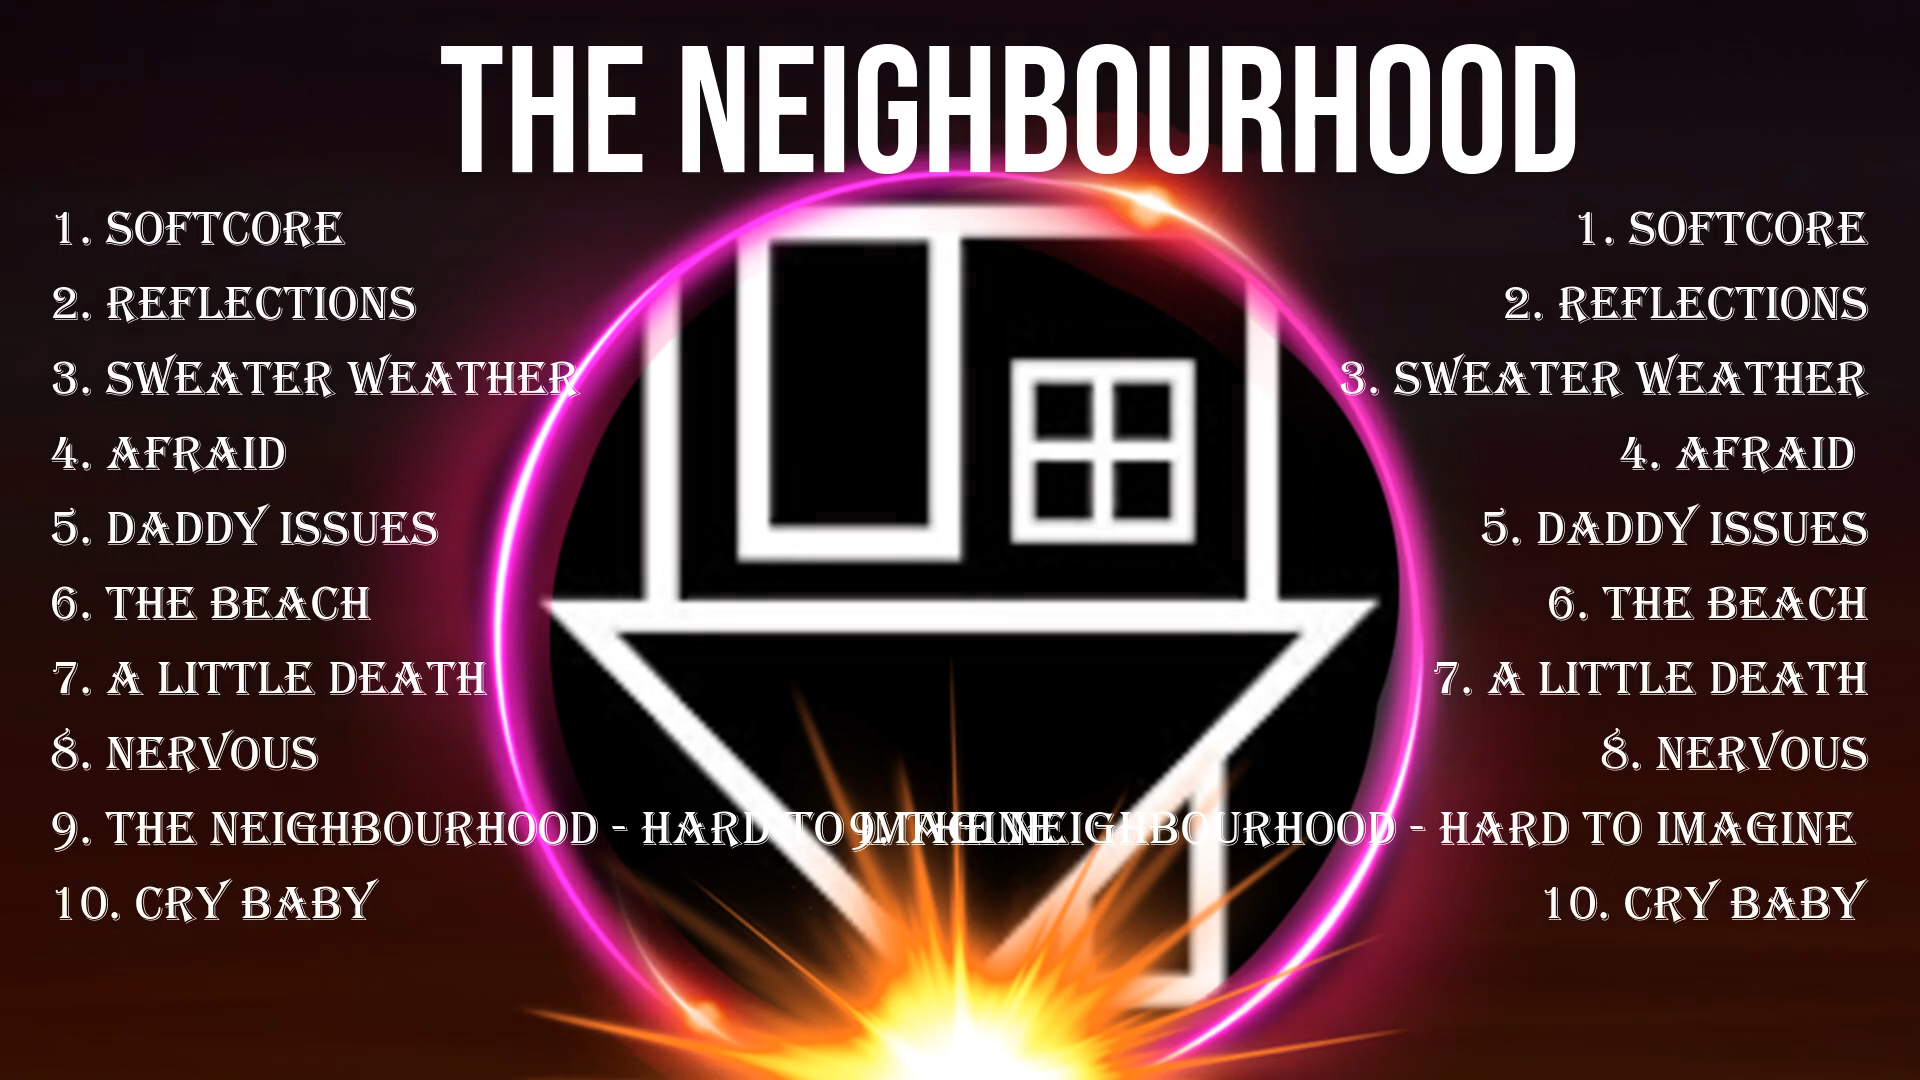 THE NEIGHBOURHOOD
1. SOFTCORE
2. REFLECTIONS
3. SWEATER WEATHER
4. AFRAID
5. DADDY ISSUES
6. THE BEACH
7. A LITTLE DEATH
8. NERVOUS
9. THE NEIGHBOURHOOD - HARD TO IMAGINE
10. CRY BABY
1. SOFTCORE
2. REFLECTIONS
3. SWEATER WEATHER
4. AFRAID
5. DADDY ISSUES
6. THE BEACH
7. A LITTLE DEATH
8. NERVOUS
9. THE NEIGHBOURHOOD - HARD TO IMAGINE
10. CRY BABY